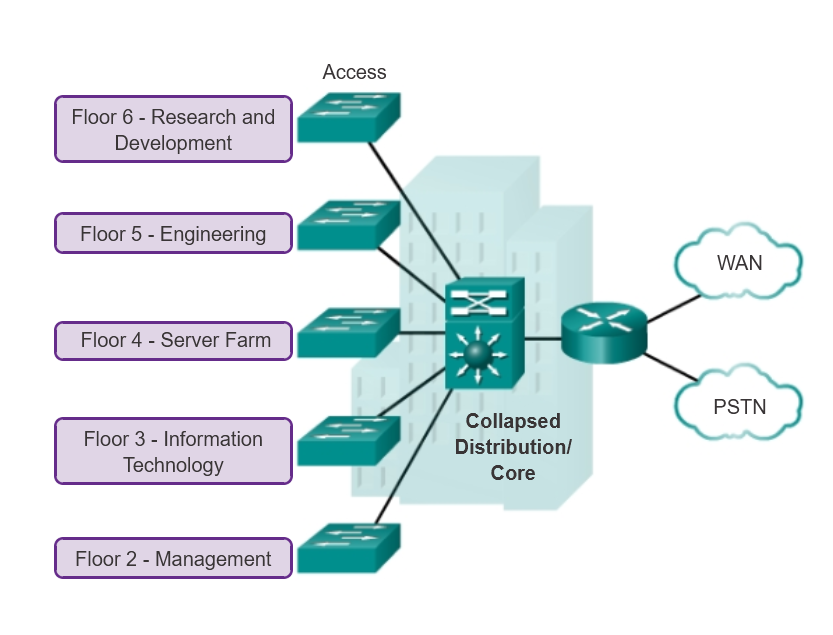 Access
Floor 6 - Research and
Development
Floor 5 - Engineering
Floor 4 - Server Farm
Floor 3 - Information
Technology
Floor 2 - Management
Collapsed
Distribution/
Core
WAN
PSTN